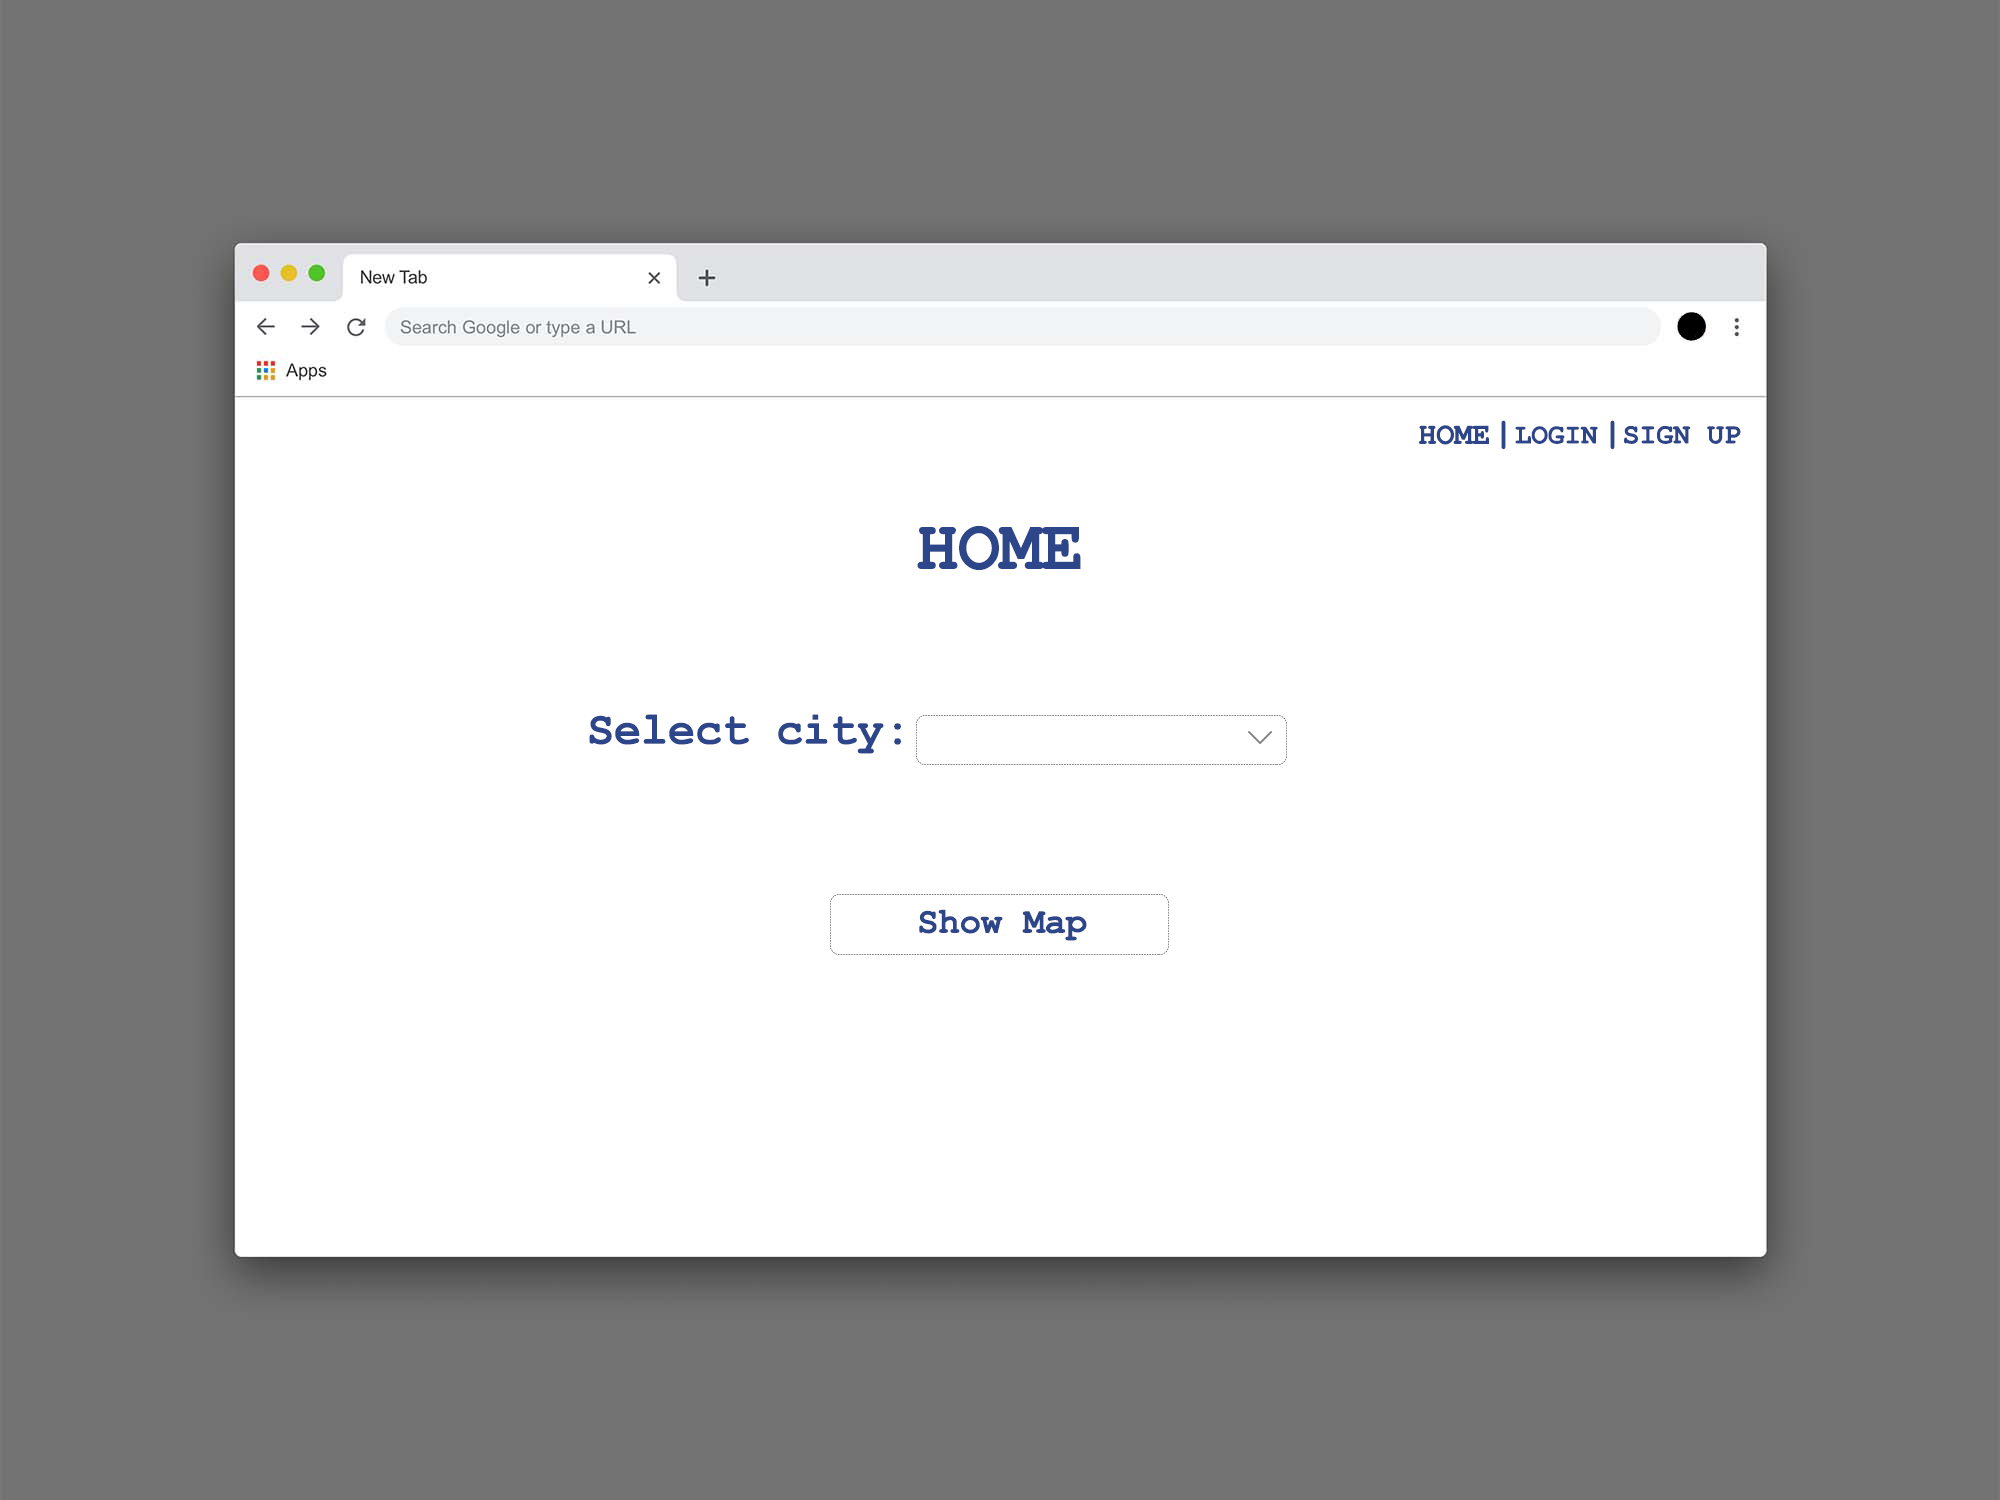 New Tab
Search Google or type a URL
Apps
HOME | LOGIN | SIGN UP
HOME
Select city:
Show Map